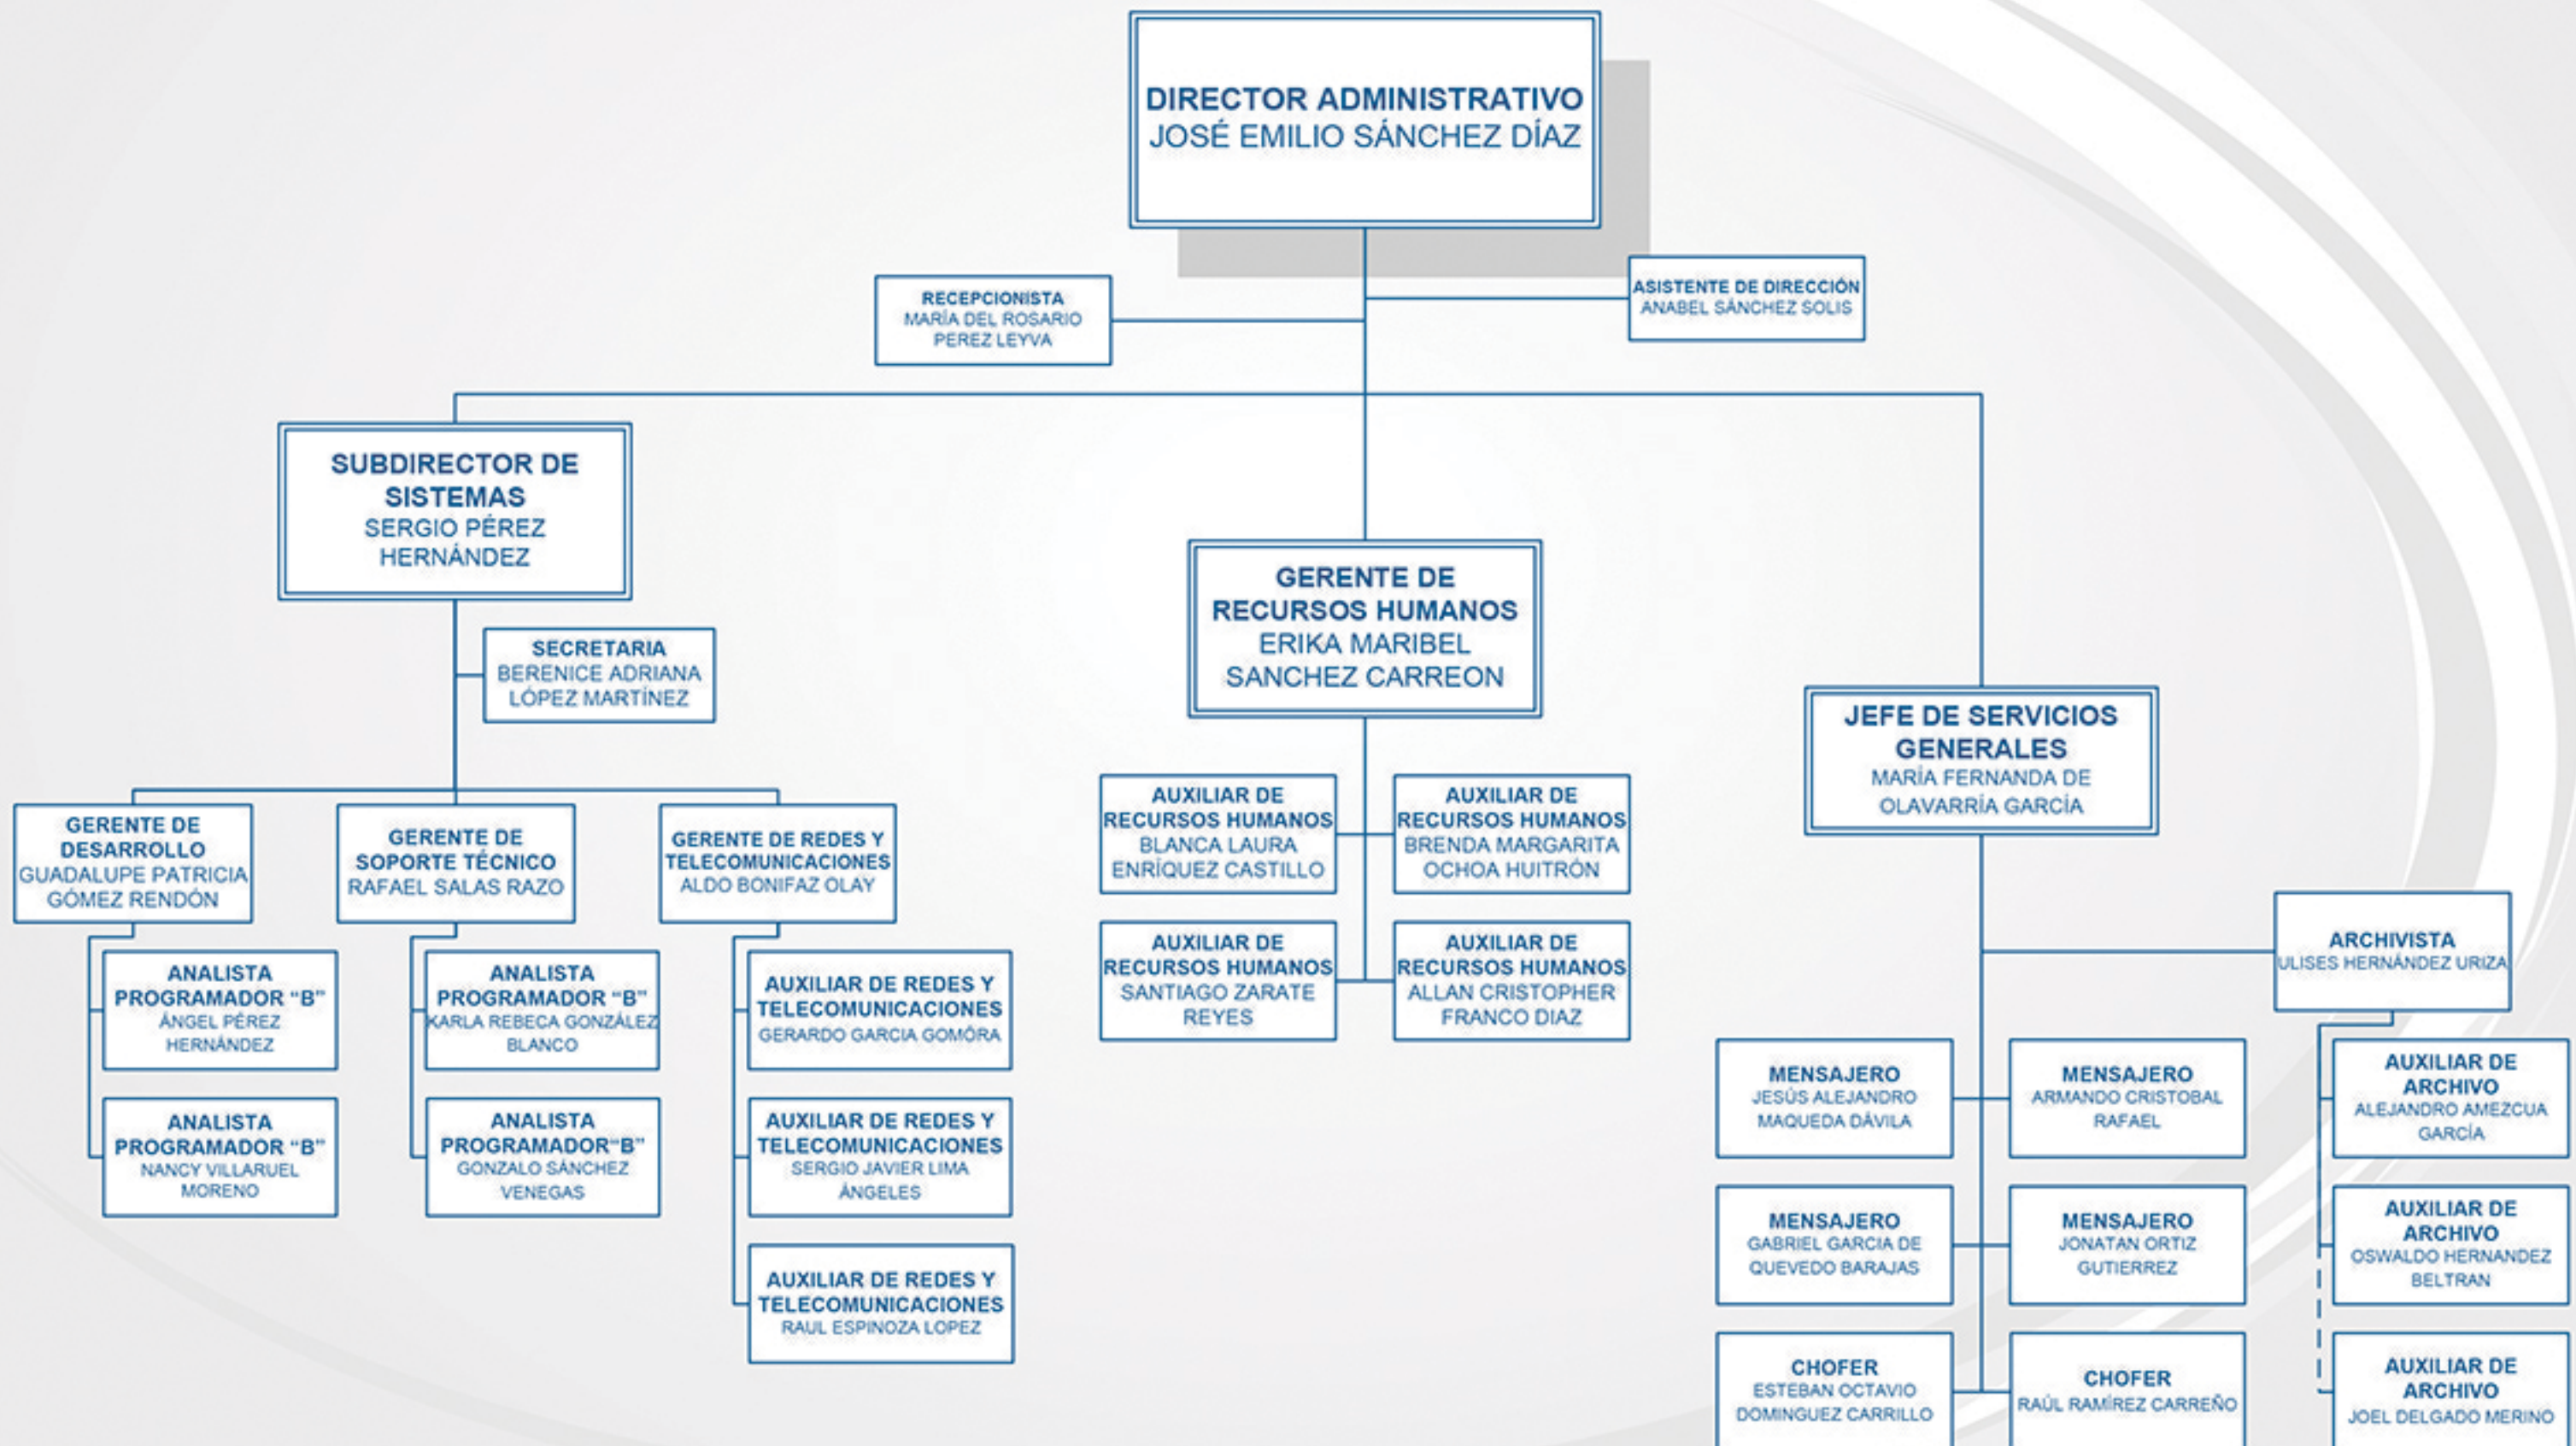 DIRECTOR ADMINISTRATIVO
JOSÉ EMILIO SÁNCHEZ DÍAZ
RECEPCIONISTA
MARÍA DEL ROSARIO
PEREZ LEYVA
ASISTENTE DE DIRECCIÓN
ANABEL SÁNCHEZ SOLIS
SUBDIRECTOR DE
SISTEMAS
SERGIO PÉREZ
HERNÁNDEZ
SECRETARIA
BERENICE ADRIANA
LÓPEZ MARTÍNEZ
GERENTE DE
DESARROLLO
GUADALUPE PATRICIA
GÓMEZ RENDÓN
ANALISTA
PROGRAMADOR “B”
ÁNGEL PÉREZ
HERNÁNDEZ
ANALISTA
PROGRAMADOR “B”
NANCY VILLARUEL
MORENO
GERENTE DE
SOPORTE TÉCNICO
RAFAEL SALAS RAZO
ANALISTA
PROGRAMADOR “B”
KARLA REBECA GONZÁLEZ
BLANCO
ANALISTA
PROGRAMADOR“B”
GONZALO SÁNCHEZ
VENEGAS
GERENTE DE REDES Y
TELECOMUNICACIONES
ALDO BONIFAZ OLAY
AUXILIAR DE REDES Y
TELECOMUNICACIONES
GERARDO GARCIA GOMÓRA
AUXILIAR DE REDES Y
TELECOMUNICACIONES
SERGIO JAVIER LIMA
ÁNGELES
AUXILIAR DE REDES Y
TELECOMUNICACIONES
RAUL ESPINOZA LOPEZ
GERENTE DE
RECURSOS HUMANOS
ERIKA MARIBEL
SANCHEZ CARREON
AUXILIAR DE
RECURSOS HUMANOS
BLANCA LAURA
ENRÍQUEZ CASTILLO
AUXILIAR DE
RECURSOS HUMANOS
BRENDA MARGARITA
OCHOA HUITRÓN
AUXILIAR DE
RECURSOS HUMANOS
SANTIAGO ZARATE
REYES
AUXILIAR DE
RECURSOS HUMANOS
ALLAN CRISTOPHER
FRANCO DIAZ
JEFE DE SERVICIOS
GENERALES
MARÍA FERNANDA DE
OLAVARRÍA GARCÍA
ARCHIVISTA
ULISES HERNÁNDEZ URIZA
MENSAJERO
JESÚS ALEJANDRO
MAQUEDA DÁVILA
MENSAJERO
ARMANDO CRISTOBAL
RAFAEL
MENSAJERO
GABRIEL GARCIA DE
QUEVEDO BARAJAS
MENSAJERO
JONATAN ORTIZ
GUTIERREZ
CHOFER
ESTEBAN OCTAVIO
DOMINGUEZ CARRILLO
CHOFER
RAÚL RAMÍREZ CARREÑO
AUXILIAR DE
ARCHIVO
ALEJANDRO AMEZCUA
GARCÍA
AUXILIAR DE
ARCHIVO
OSWALDO HERNANDEZ
BELTRAN
AUXILIAR DE
ARCHIVO
JOEL DELGADO MERINO